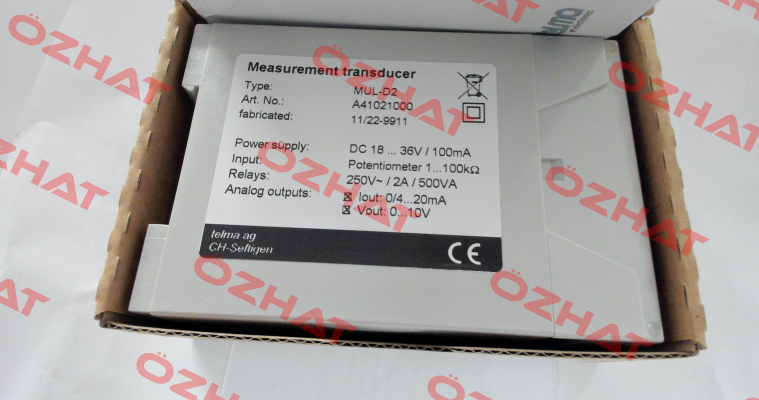 Measurement transducer
Type: MUL-D2
Art. No.: A41021000
fabricated: 11/22-9911
Power supply: DC 18 ... 36V / 100mA
Input: Potentiometer 1...100kΩ
Relays: 250V~ / 2A / 500VA
Analog outputs: ☒ Iout: 0/4...20mA
☒ Vout: 0...10V
telma ag
CH-Seftigen
CE
ÖZHAT
ÖZHAT
ÖZHAT
ÖZHAT
ÖZHAT
ÖZHAT
ÖZHAT
ÖZHAT
ÖZHAT